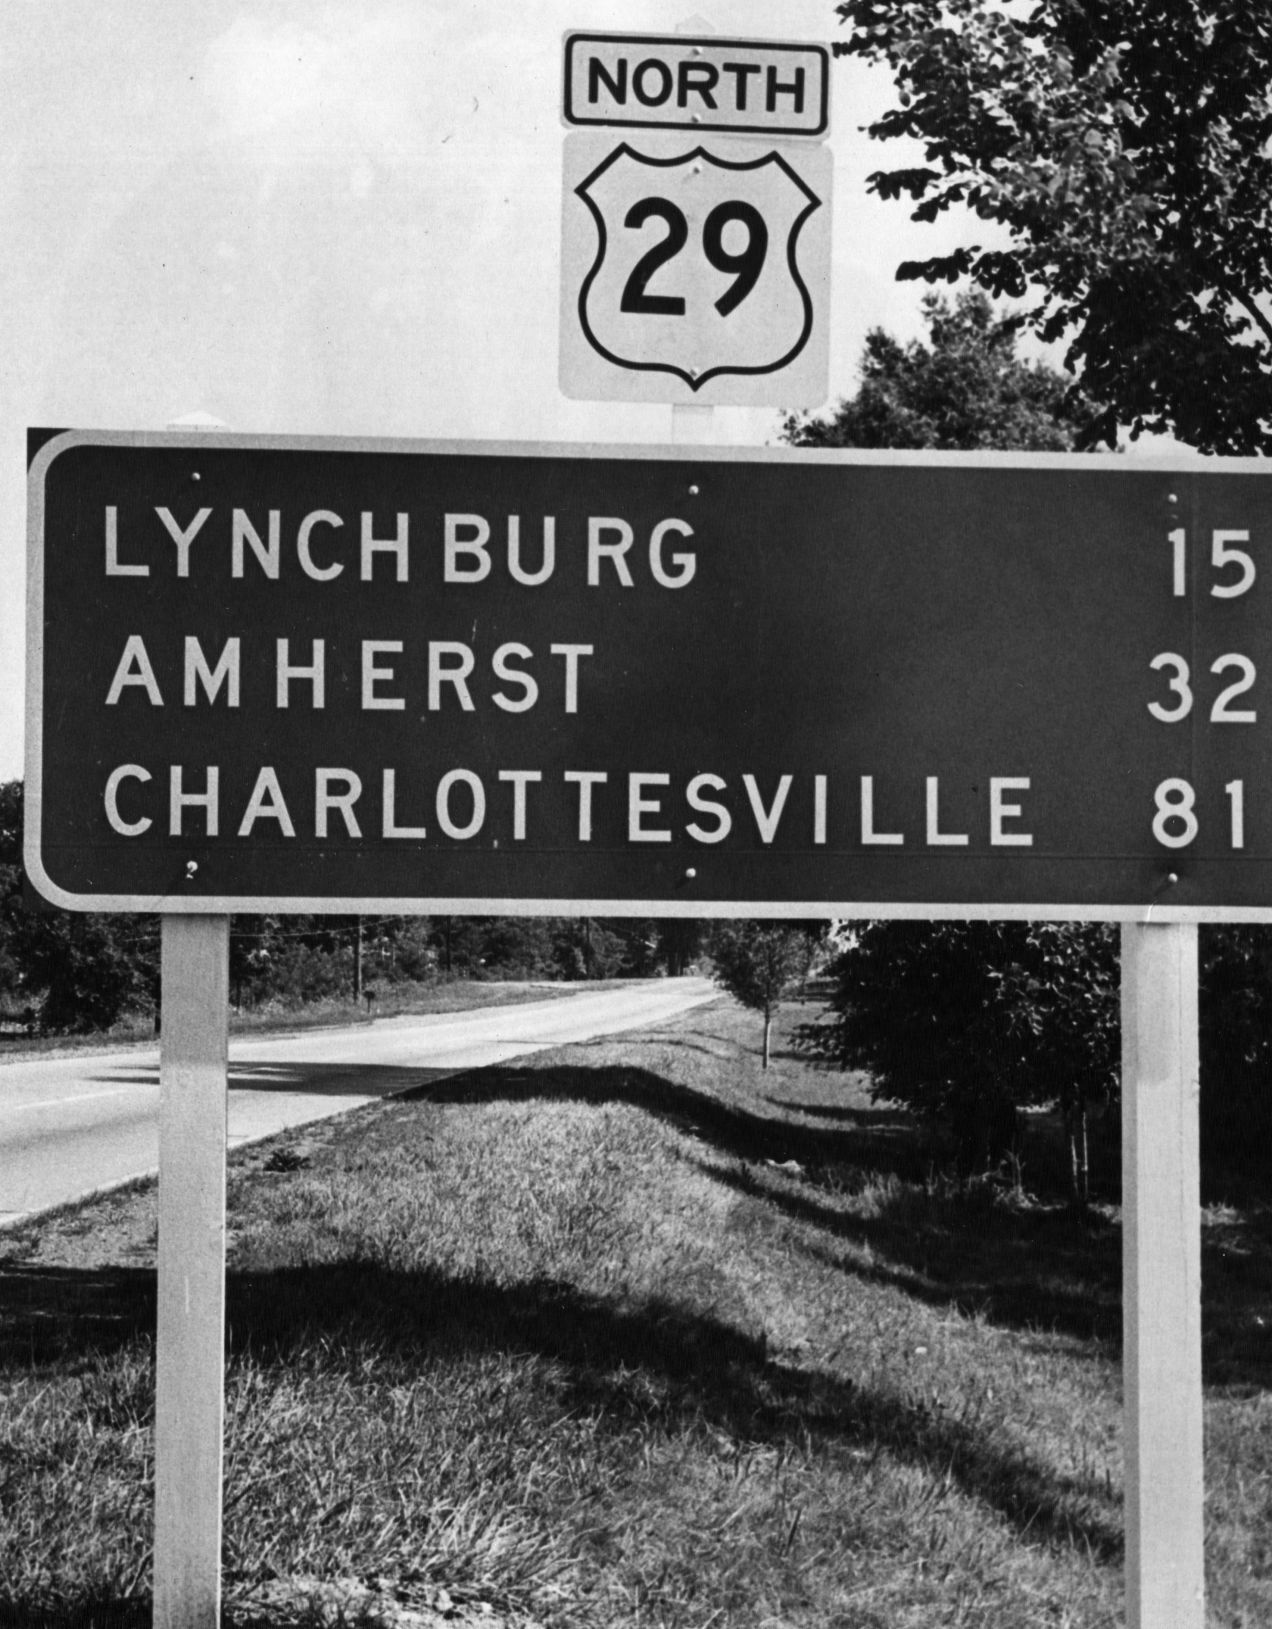 NORTH
29
LYNCHBURG 15
AMHERST 32
CHARLOTTESVILLE 81